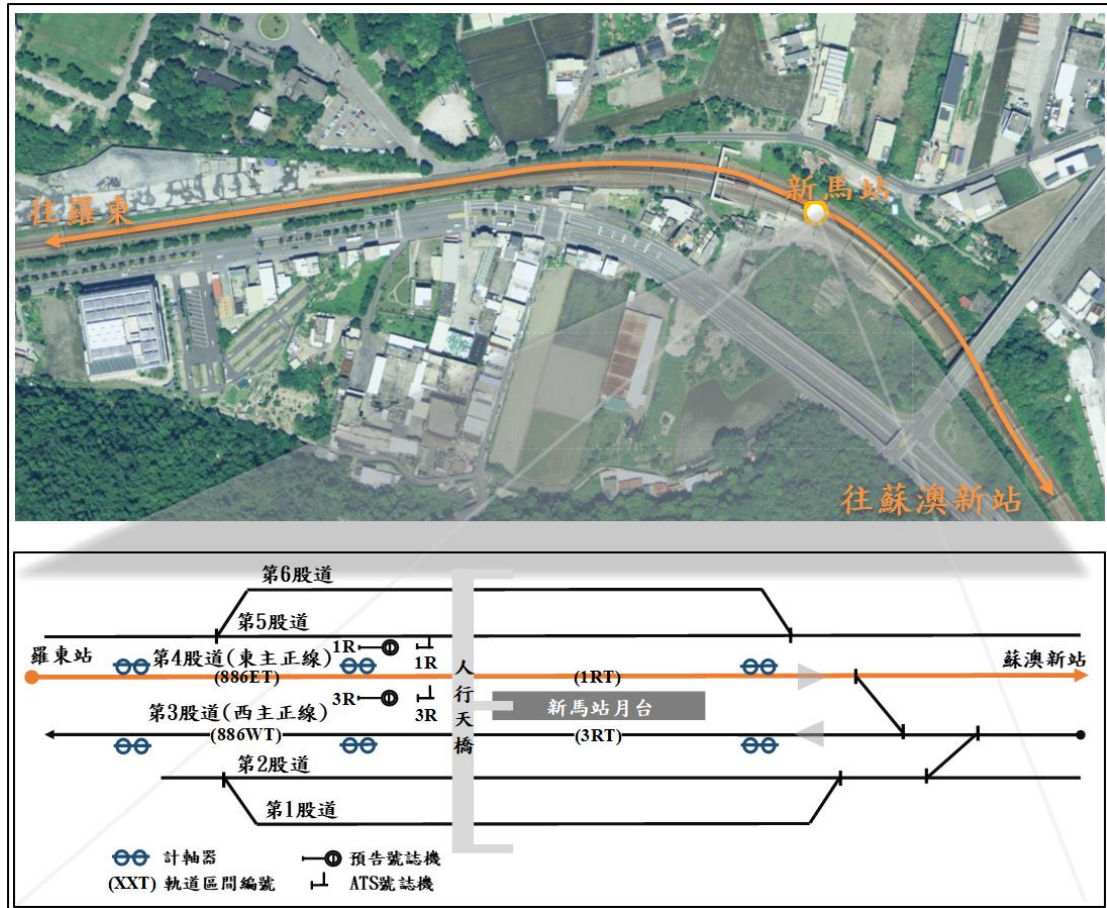 往羅東
新馬站
往蘇澳新站
第6股道
第5股道
1R
1R
羅東站
第4股道(東主正線)
蘇澳新站
(886ET)
(1RT)
人行天橋
3R
3R
新馬站月台
第3股道(西主正線)
(886WT)
(3RT)
第2股道
第1股道
計軸器
預告號誌機
(XXT) 軌道區間編號
ATS號誌機